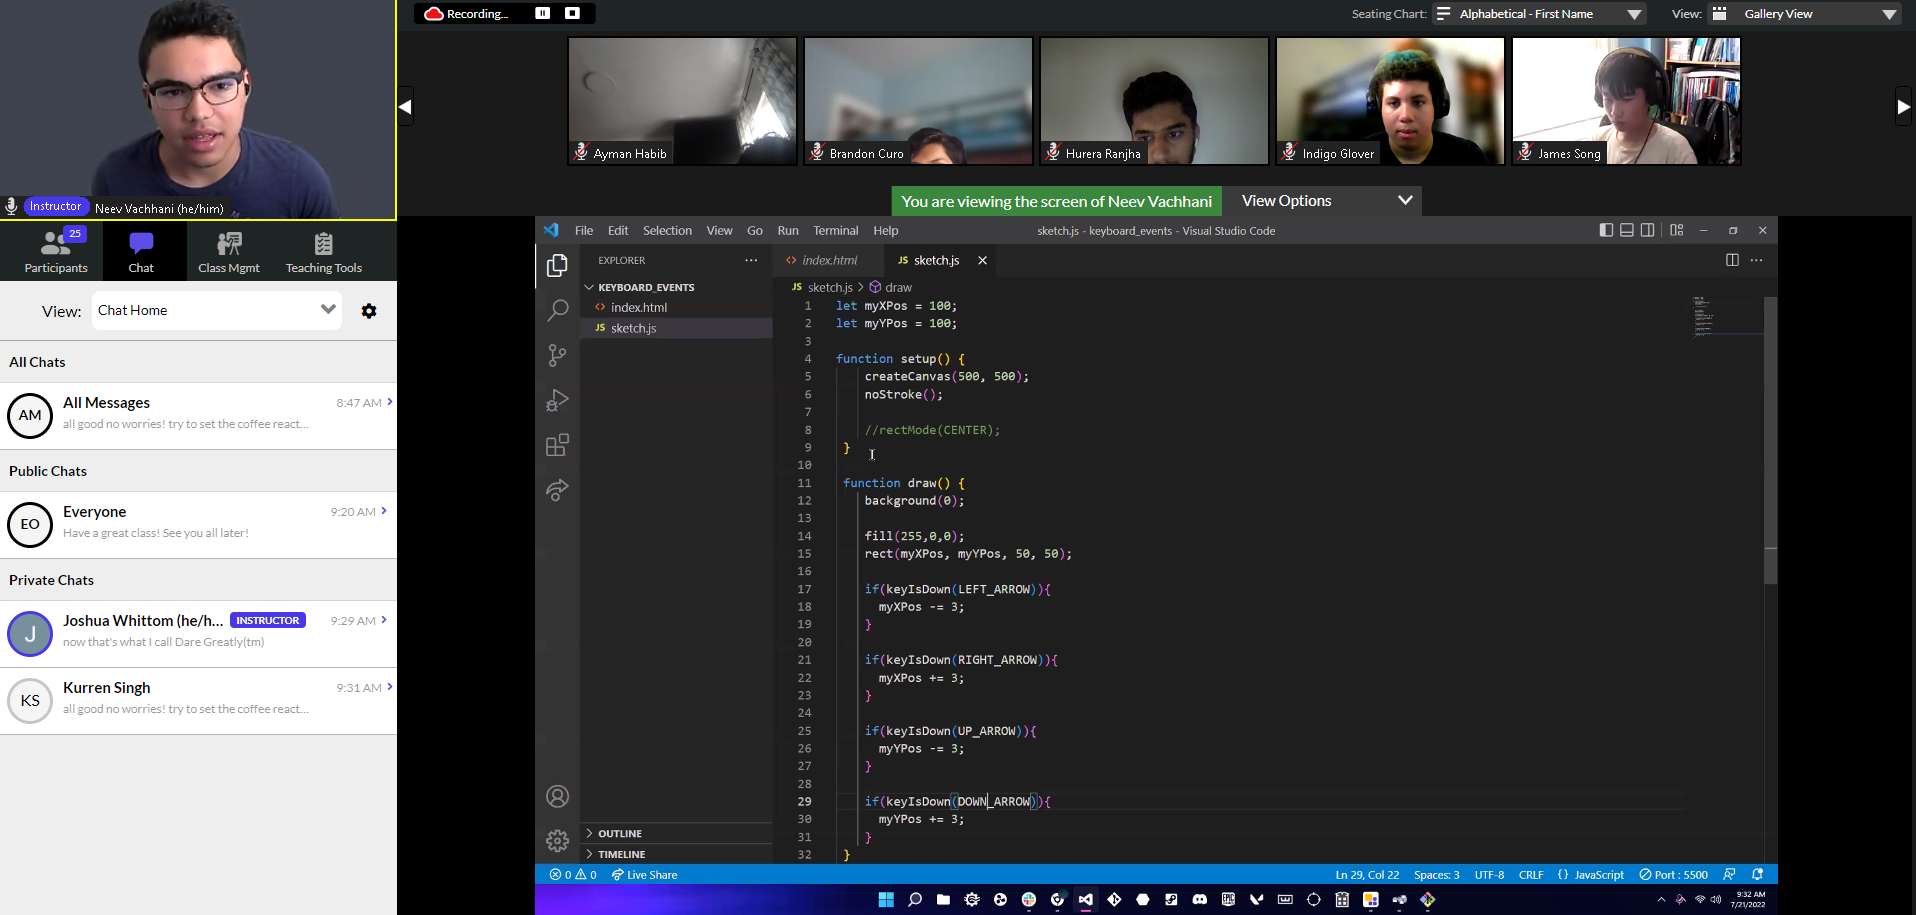 Recording...
Seating Chart:
Alphabetical - First Name
View:
Gallery View
Ayman Habib
Brandon Curo
Hurera Ranjha
Indigo Glover
James Song
Instructor
Neev Vachhani (he/him)
You are viewing the screen of Neev Vachhani
View Options
25
Participants
Chat
Class Mgmt
Teaching Tools
View:
Chat Home
All Chats
AM
All Messages
8:47 AM
all good no worries! try to set the coffee react...
Public Chats
EO
Everyone
9:20 AM
Have a great class! See you all later!
Private Chats
J
Joshua Whittom (he/h...
INSTRUCTOR
9:29 AM
now that's what I call Dare Greatly(tm)
KS
Kurren Singh
9:31 AM
all good no worries! try to set the coffee react...
File Edit Selection View Go Run Terminal Help
sketch.js - keyboard_events - Visual Studio Code
EXPLORER
KEYBOARD_EVENTS
<> index.html
JS sketch.js
OUTLINE
TIMELINE
<> index.html
JS sketch.js
JS sketch.js > draw
1 let myXPos = 100;
2 let myYPos = 100;
3
4 function setup() {
5 createCanvas(500, 500);
6 noStroke();
7
8 //rectMode(CENTER);
9 }
10
11 function draw() {
12 background(0);
13
14 fill(255,0,0);
15 rect(myXPos, myYPos, 50, 50);
16
17 if(keyIsDown(LEFT_ARROW)){
18 myXPos -= 3;
19 }
20
21 if(keyIsDown(RIGHT_ARROW)){
22 myXPos += 3;
23 }
24
25 if(keyIsDown(UP_ARROW)){
26 myYPos -= 3;
27 }
28
29 if(keyIsDown(DOWN_ARROW)){
30 myYPos += 3;
31 }
32 }
0 0 Live Share
Ln 29, Col 22 Spaces: 3 UTF-8 CRLF {} JavaScript Port : 5500
9:32 AM
7/21/2022